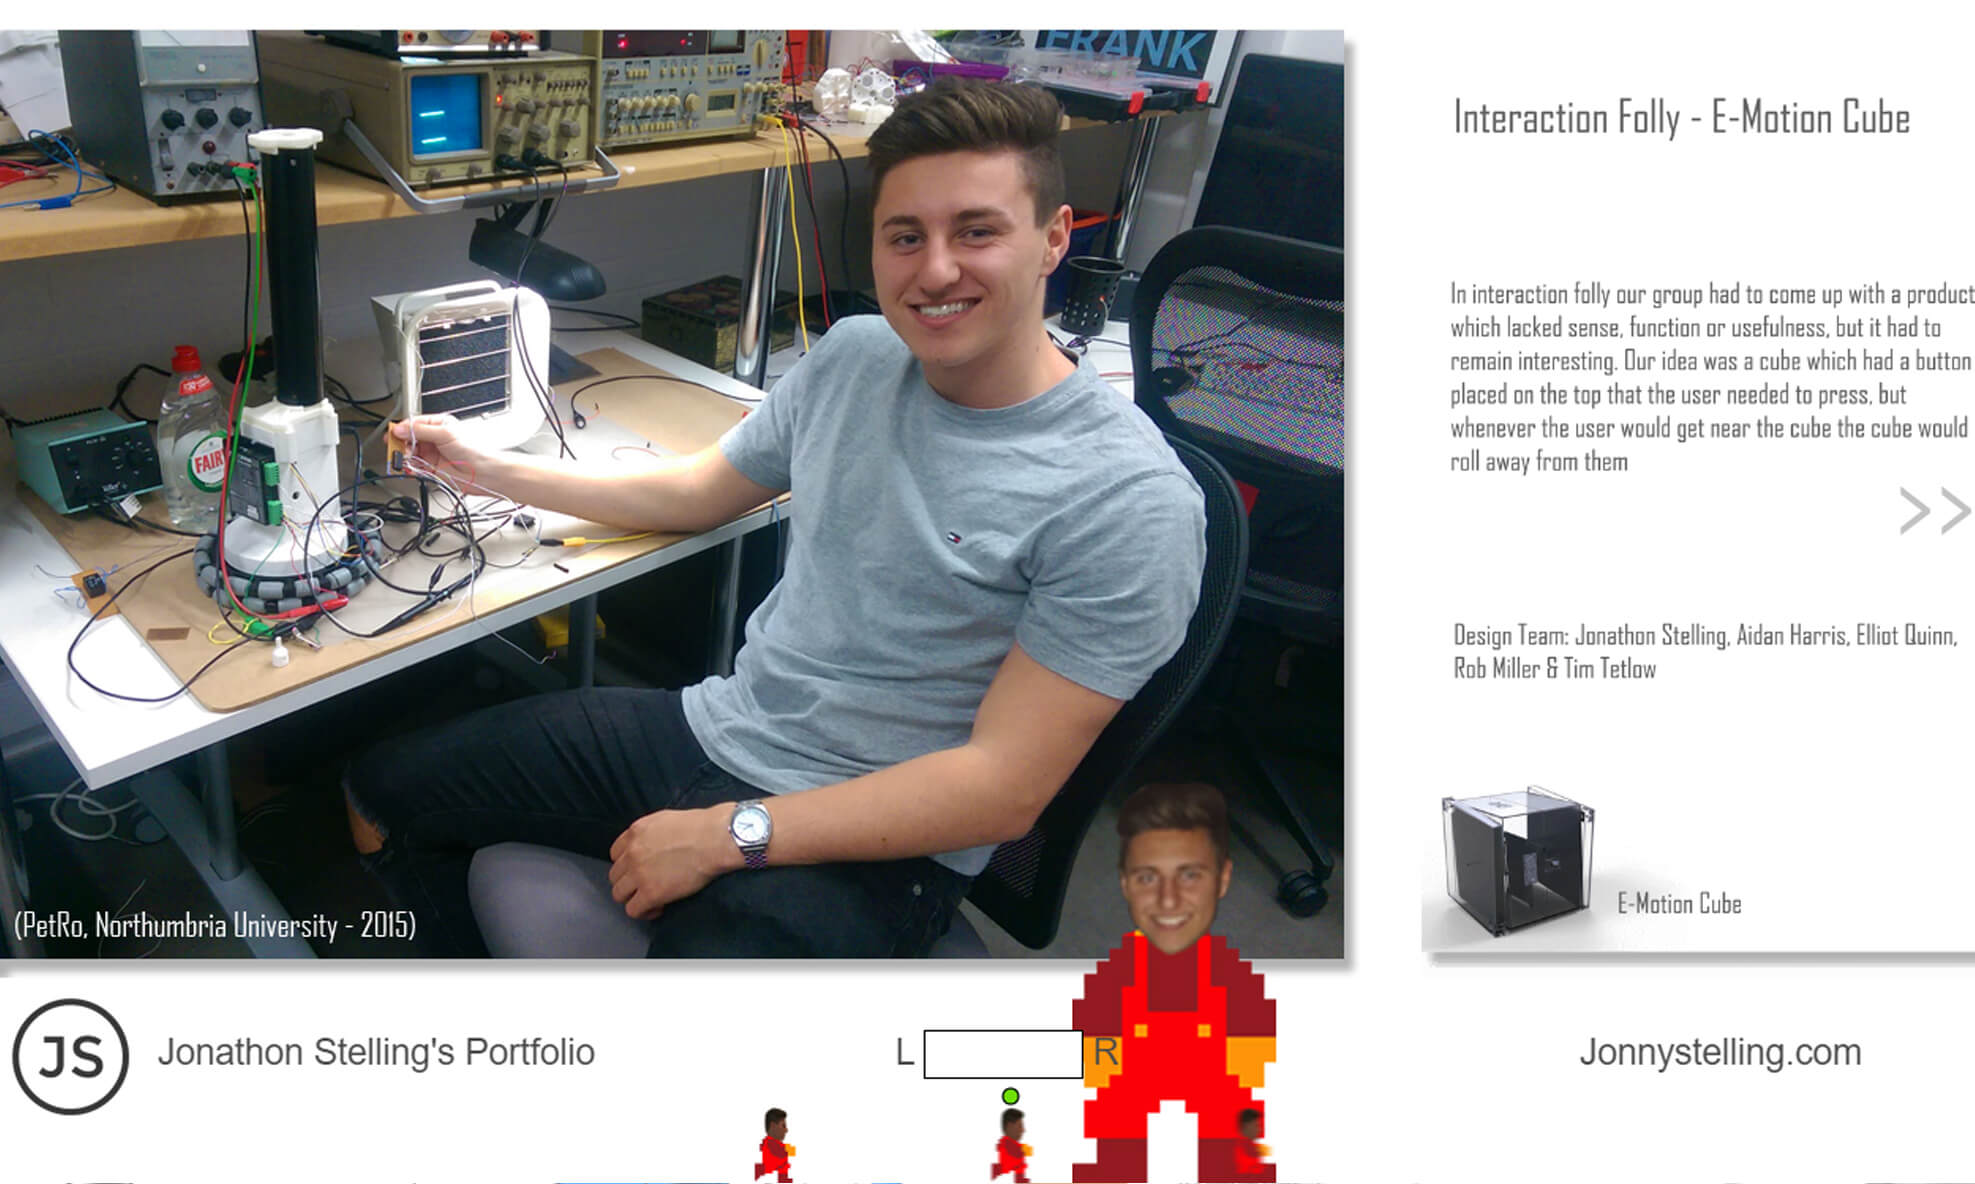 FRANK
FAIRY
(PetRo, Northumbria University - 2015)
Interaction Folly - E-Motion Cube
In interaction folly our group had to come up with a product
which lacked sense, function or usefulness, but it had to
remain interesting. Our idea was a cube which had a button
placed on the top that the user needed to press, but
whenever the user would get near the cube the cube would
roll away from them
>>
Design Team: Jonathon Stelling, Aidan Harris, Elliot Quinn,
Rob Miller & Tim Tetlow
E-Motion Cube
JS
Jonathon Stelling's Portfolio
L
R
Jonnystelling.com